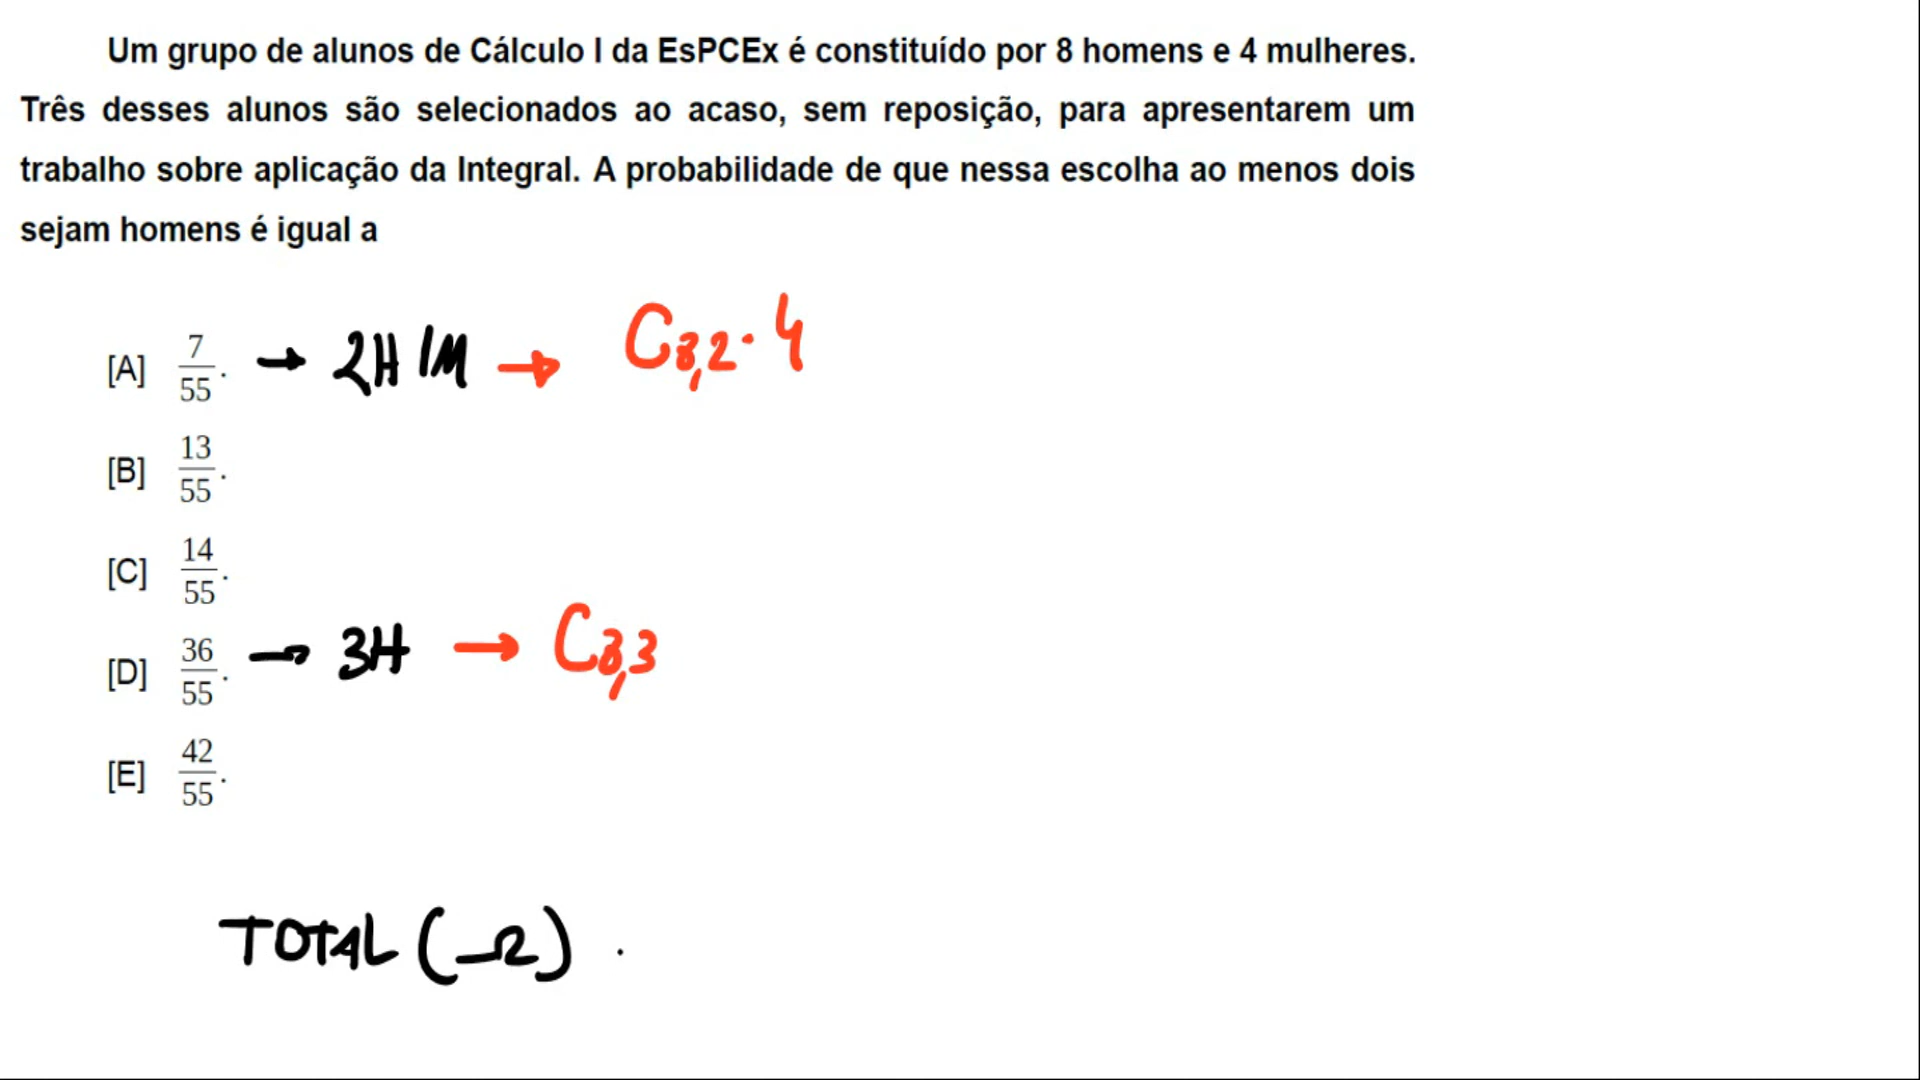 Um grupo de alunos de Cálculo I da EsPCEx é constituído por 8 homens e 4 mulheres.
Três desses alunos são selecionados ao acaso, sem reposição, para apresentarem um
trabalho sobre aplicação da Integral. A probabilidade de que nessa escolha ao menos dois
sejam homens é igual a
[A] 7/55. → 2H 1M → C8,2 · 4
[B] 13/55.
[C] 14/55.
[D] 36/55. → 3H → C8,3
[E] 42/55.
TOTAL (Ω) .